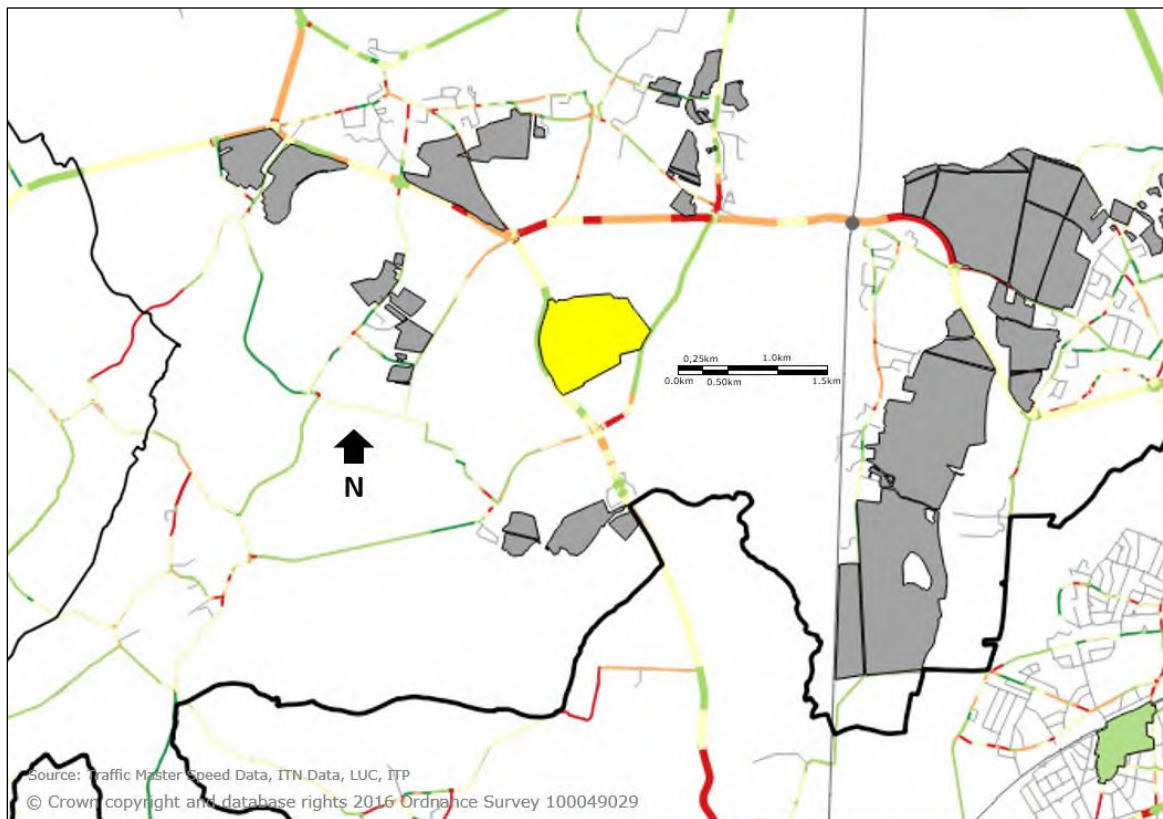 0,25km 1.0km
0.0km 0.50km 1.5km
N
Source: Traffic Master Speed Data, ITN Data, LUC, ITP
© Crown copyright and database rights 2016 Ordnance Survey 100049029